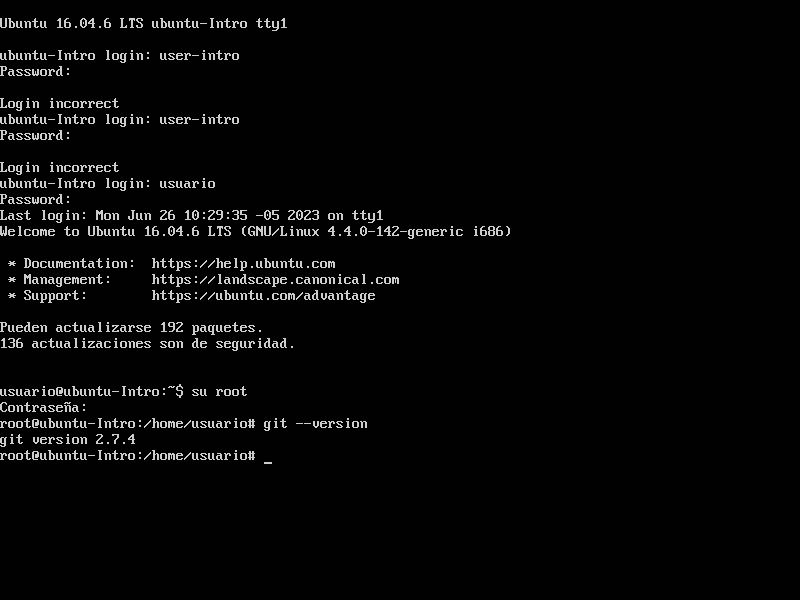 Ubuntu 16.04.6 LTS ubuntu-Intro tty1
ubuntu-Intro login: user-intro
Password:
Login incorrect
ubuntu-Intro login: user-intro
Password:
Login incorrect
ubuntu-Intro login: usuario
Password:
Last login: Mon Jun 26 10:29:35 -05 2023 on tty1
Welcome to Ubuntu 16.04.6 LTS (GNU/Linux 4.4.0-142-generic i686)
* Documentation:  https://help.ubuntu.com
* Management:     https://landscape.canonical.com
* Support:        https://ubuntu.com/advantage
Pueden actualizarse 192 paquetes.
136 actualizaciones son de seguridad.
usuario@ubuntu-Intro:~$ su root
Contraseña:
root@ubuntu-Intro:/home/usuario# git --version
git version 2.7.4
root@ubuntu-Intro:/home/usuario# _